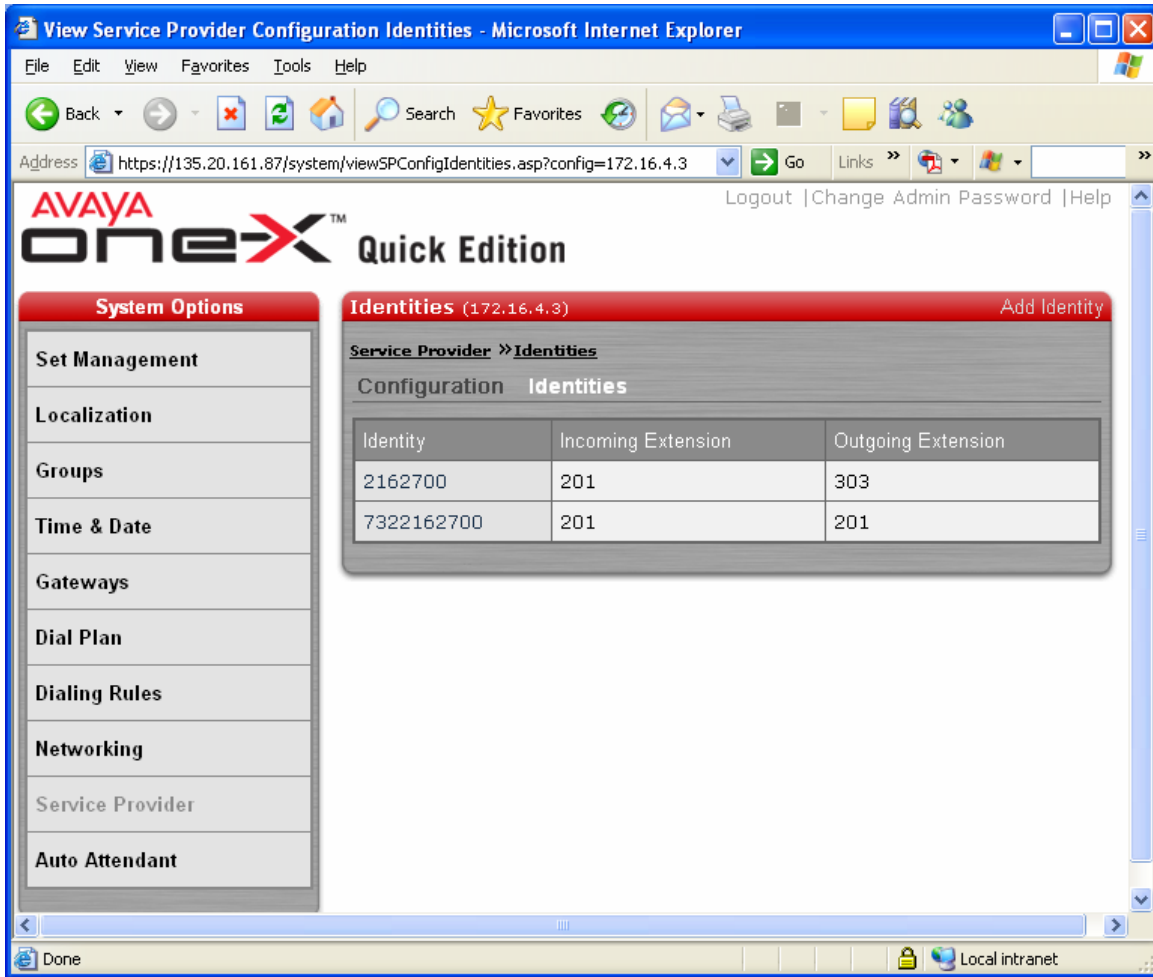 View Service Provider Configuration Identities - Microsoft Internet Explorer
File Edit View Favorites Tools Help
Back Search Favorites
Address https://135.20.161.87/system/viewSPConfigIdentities.asp?config=172.16.4.3 Go Links »
»
Logout |Change Admin Password |Help
AVAYA
one-X™ Quick Edition
System Options
Set Management
Localization
Groups
Time & Date
Gateways
Dial Plan
Dialing Rules
Networking
Service Provider
Auto Attendant
Identities (172.16.4.3) Add Identity
Service Provider »Identities
Configuration Identities
Identity Incoming Extension Outgoing Extension
2162700 201 303
7322162700 201 201
Done Local intranet